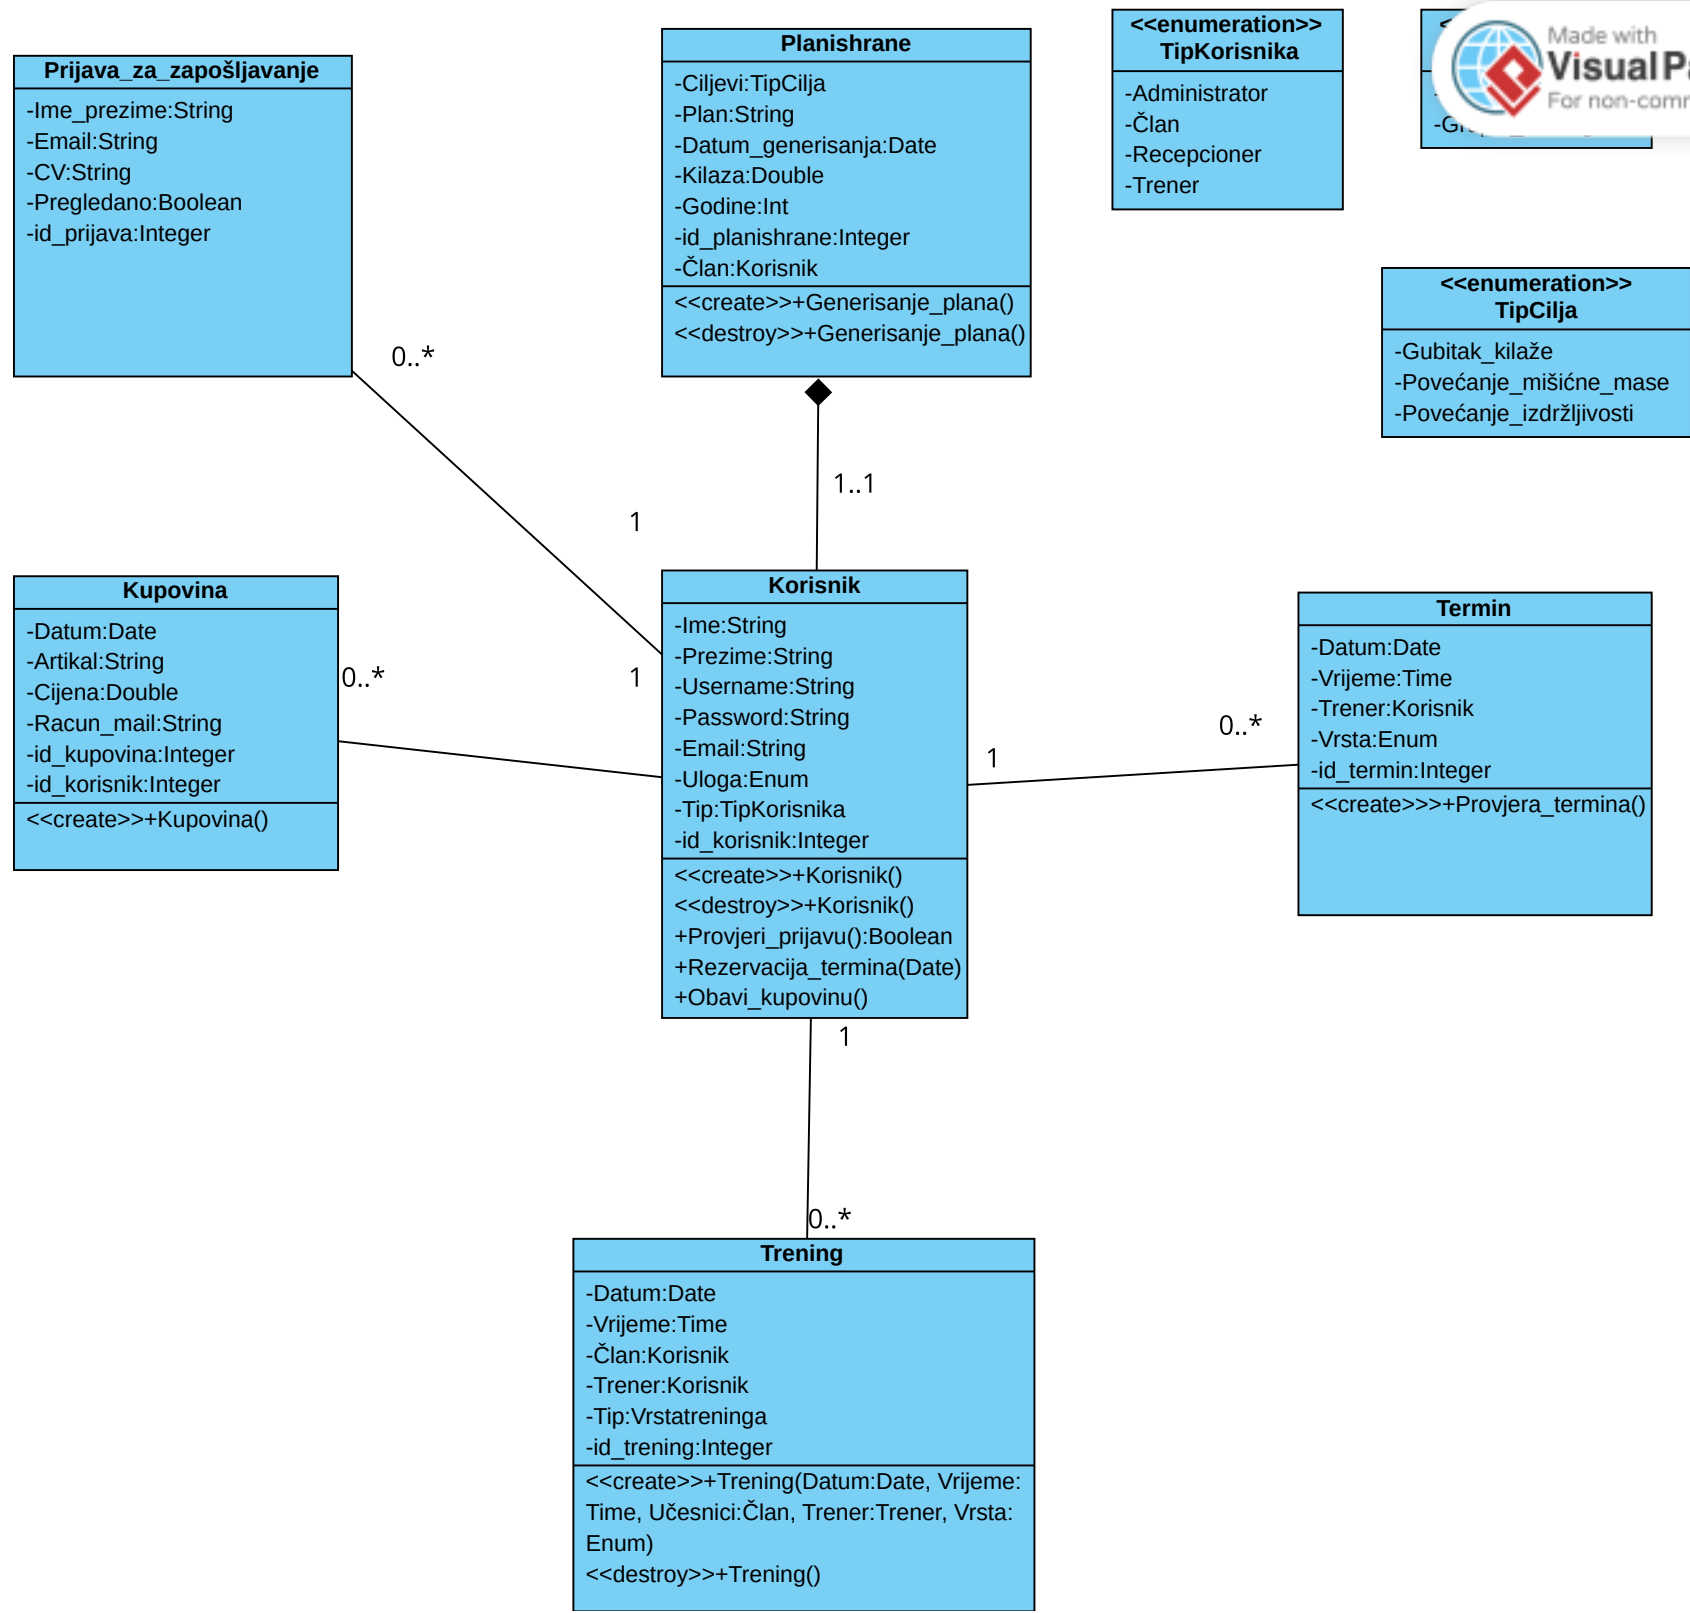 Prijava_za_zapošljavanje
-Ime_prezime:String
-Email:String
-CV:String
-Pregledano:Boolean
-id_prijava:Integer
Planishrane
-Ciljevi:TipCilja
-Plan:String
-Datum_generisanja:Date
-Kilaza:Double
-Godine:Int
-id_planishrane:Integer
-Član:Korisnik
<<create>>+Generisanje_plana()
<<destroy>>+Generisanje_plana()
<<enumeration>>
TipKorisnika
-Administrator
-Član
-Recepcioner
-Trener
Made with
For non-comm
<<enumeration>>
TipCilja
-Gubitak_kilaže
-Povećanje_mišićne_mase
-Povećanje_izdržljivosti
0..*
1
1..1
Kupovina
-Datum:Date
-Artikal:String
-Cijena:Double
-Racun_mail:String
-id_kupovina:Integer
-id_korisnik:Integer
<<create>>+Kupovina()
0..*
1
Korisnik
-Ime:String
-Prezime:String
-Username:String
-Password:String
-Email:String
-Uloga:Enum
-Tip:TipKorisnika
-id_korisnik:Integer
<<create>>+Korisnik()
<<destroy>>+Korisnik()
+Provjeri_prijavu():Boolean
+Rezervacija_termina(Date)
+Obavi_kupovinu()
1
0..*
Termin
-Datum:Date
-Vrijeme:Time
-Trener:Korisnik
-Vrsta:Enum
-id_termin:Integer
<<create>>>+Provjera_termina()
1
0..*
Trening
-Datum:Date
-Vrijeme:Time
-Član:Korisnik
-Trener:Korisnik
-Tip:Vrstatreninga
-id_trening:Integer
<<create>>+Trening(Datum:Date, Vrijeme:
Time, Učesnici:Član, Trener:Trener, Vrsta:
Enum)
<<destroy>>+Trening()